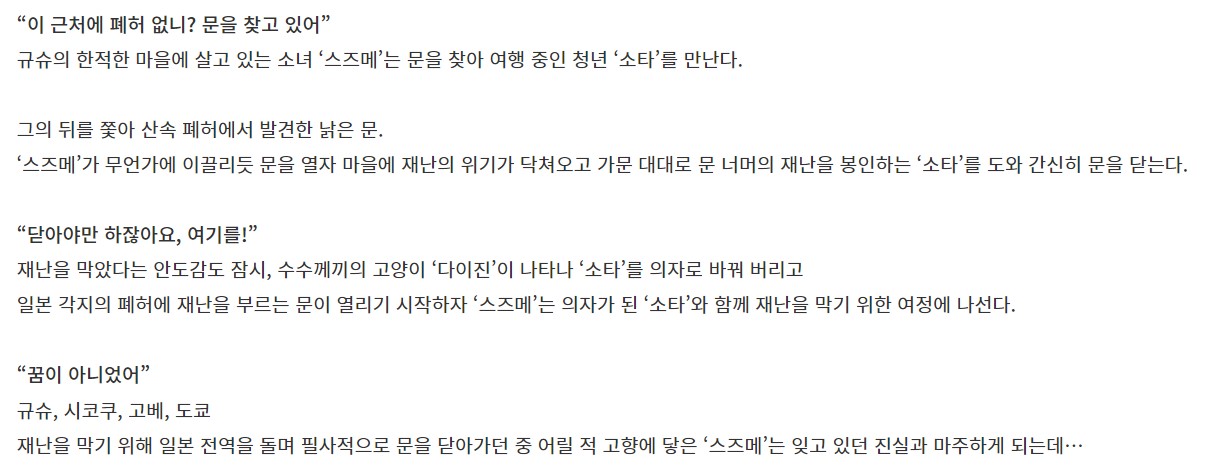 “이 근처에 폐허 없니? 문을 찾고 있어”
규슈의 한적한 마을에 살고 있는 소녀 ‘스즈메’는 문을 찾아 여행 중인 청년 ‘소타’를 만난다.
그의 뒤를 쫓아 산속 폐허에서 발견한 낡은 문.
‘스즈메’가 무언가에 이끌리듯 문을 열자 마을에 재난의 위기가 닥쳐오고 가문 대대로 문 너머의 재난을 봉인하는 ‘소타’를 도와 간신히 문을 닫는다.
“닫아야만 하잖아요, 여기를!”
재난을 막았다는 안도감도 잠시, 수수께끼의 고양이 ‘다이진’이 나타나 ‘소타’를 의자로 바꿔 버리고
일본 각지의 폐허에 재난을 부르는 문이 열리기 시작하자 ‘스즈메’는 의자가 된 ‘소타’와 함께 재난을 막기 위한 여정에 나선다.
“꿈이 아니었어”
규슈, 시코쿠, 고베, 도쿄
재난을 막기 위해 일본 전역을 돌며 필사적으로 문을 닫아가던 중 어릴 적 고향에 닿은 ‘스즈메’는 잊고 있던 진실과 마주하게 되는데…